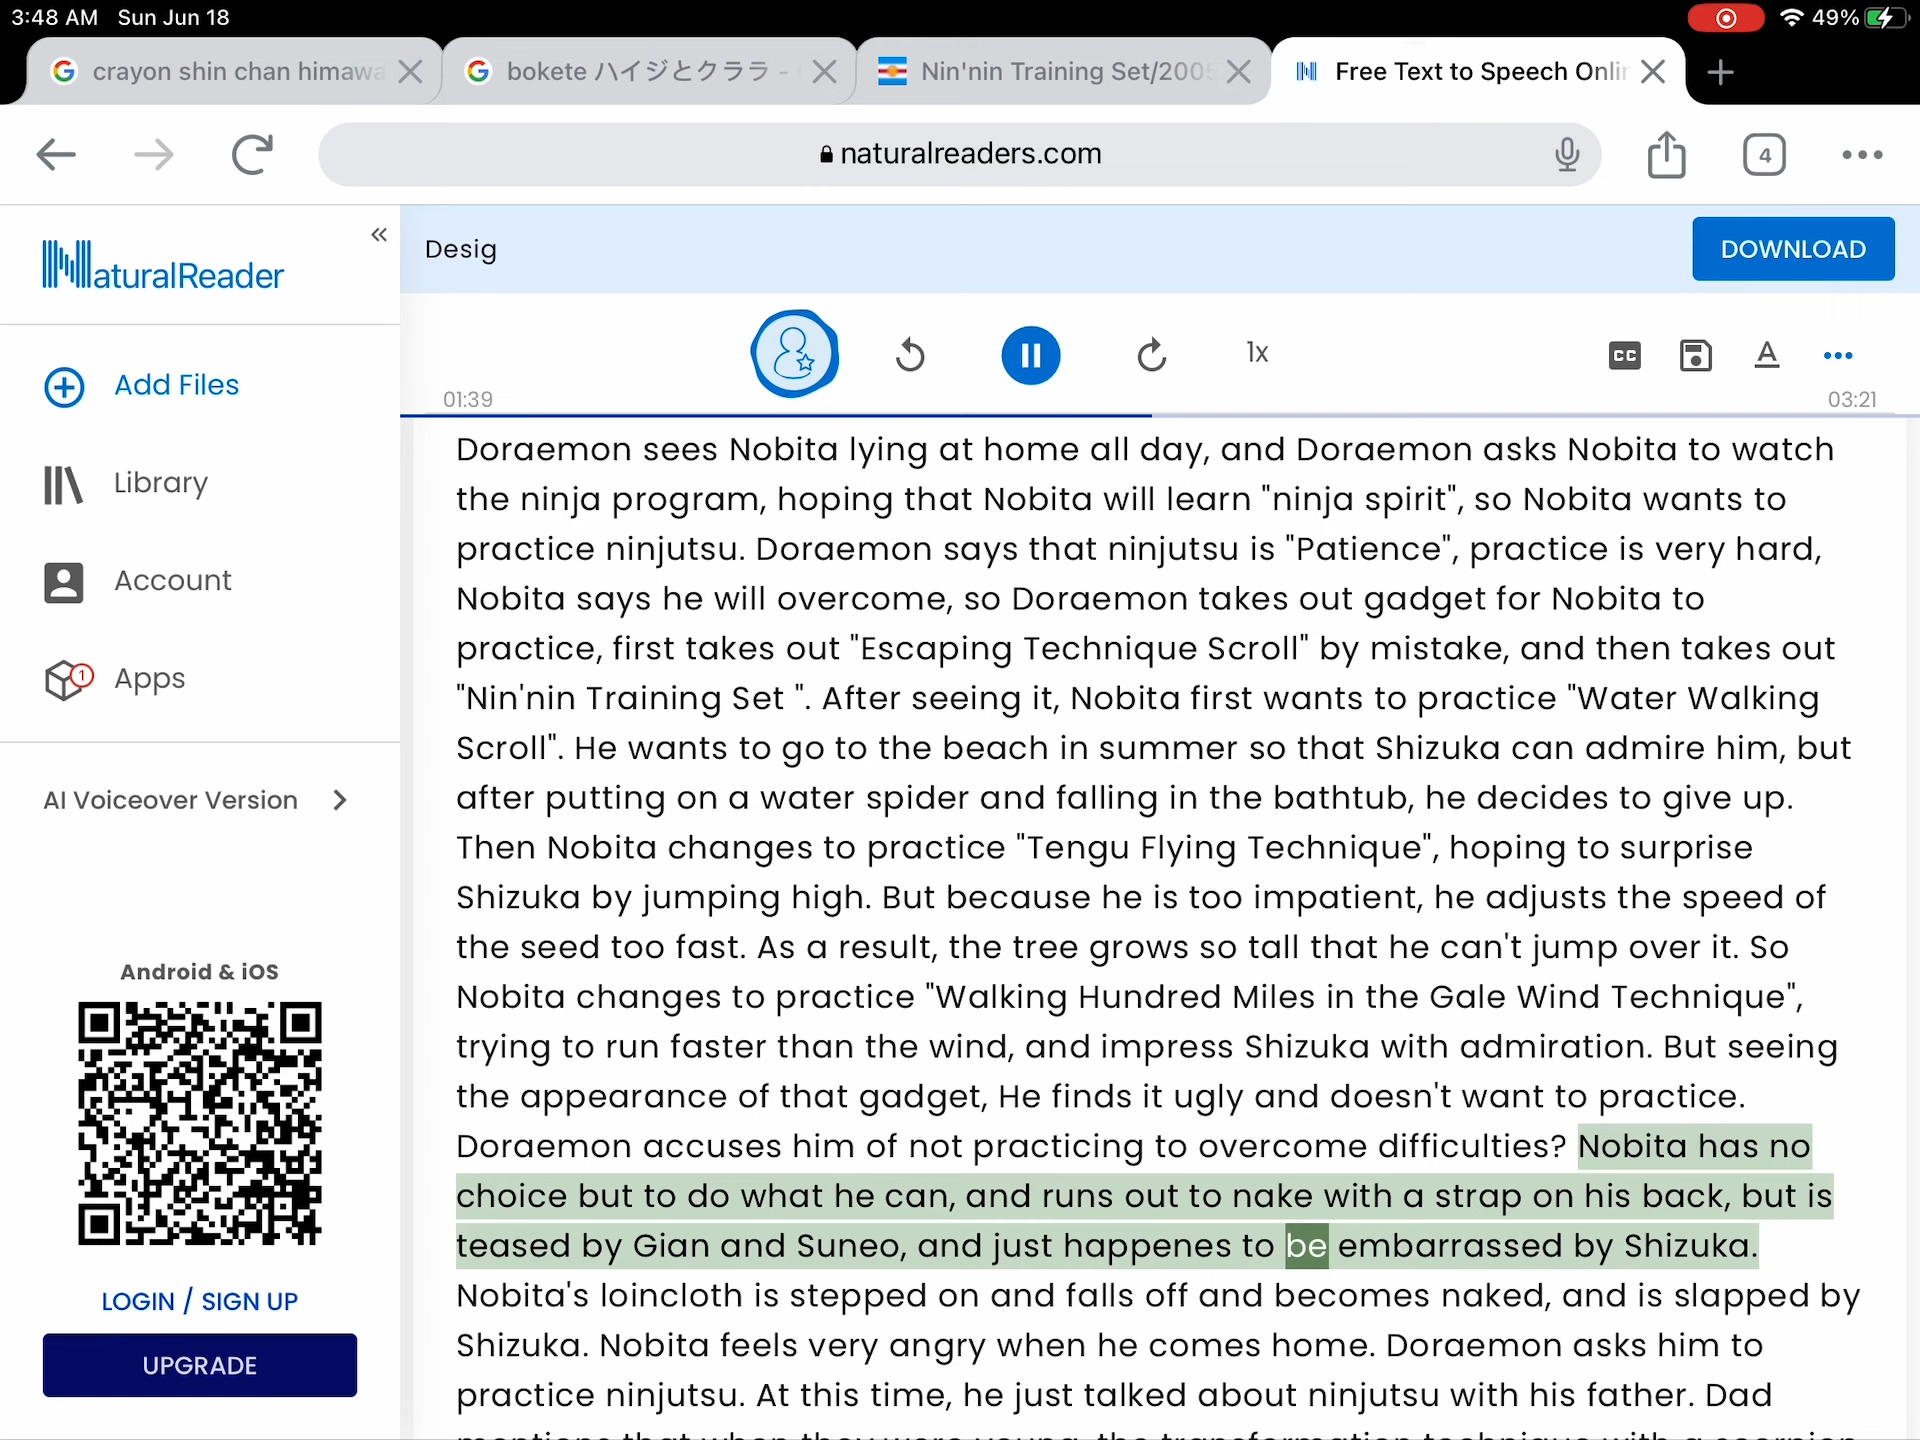 3:48 AM Sun Jun 18
49%
crayon shin chan himawa
bokete ハイジとクララ -
Nin'nin Training Set/2005
Free Text to Speech Onlin
naturalreaders.com
4
NaturalReader
«
Desig
DOWNLOAD
1x
CC
A
01:39
03:21
Add Files
Library
Account
1
Apps
AI Voiceover Version
Android & iOS
LOGIN / SIGN UP
UPGRADE
Doraemon sees Nobita lying at home all day, and Doraemon asks Nobita to watch
the ninja program, hoping that Nobita will learn "ninja spirit", so Nobita wants to
practice ninjutsu. Doraemon says that ninjutsu is "Patience", practice is very hard,
Nobita says he will overcome, so Doraemon takes out gadget for Nobita to
practice, first takes out "Escaping Technique Scroll" by mistake, and then takes out
"Nin'nin Training Set ". After seeing it, Nobita first wants to practice "Water Walking
Scroll". He wants to go to the beach in summer so that Shizuka can admire him, but
after putting on a water spider and falling in the bathtub, he decides to give up.
Then Nobita changes to practice "Tengu Flying Technique", hoping to surprise
Shizuka by jumping high. But because he is too impatient, he adjusts the speed of
the seed too fast. As a result, the tree grows so tall that he can't jump over it. So
Nobita changes to practice "Walking Hundred Miles in the Gale Wind Technique",
trying to run faster than the wind, and impress Shizuka with admiration. But seeing
the appearance of that gadget, He finds it ugly and doesn't want to practice.
Doraemon accuses him of not practicing to overcome difficulties? Nobita has no
choice but to do what he can, and runs out to nake with a strap on his back, but is
teased by Gian and Suneo, and just happenes to be embarrassed by Shizuka.
Nobita's loincloth is stepped on and falls off and becomes naked, and is slapped by
Shizuka. Nobita feels very angry when he comes home. Doraemon asks him to
practice ninjutsu. At this time, he just talked about ninjutsu with his father. Dad
mentions that when they were young, the transformation technique with a scorpion